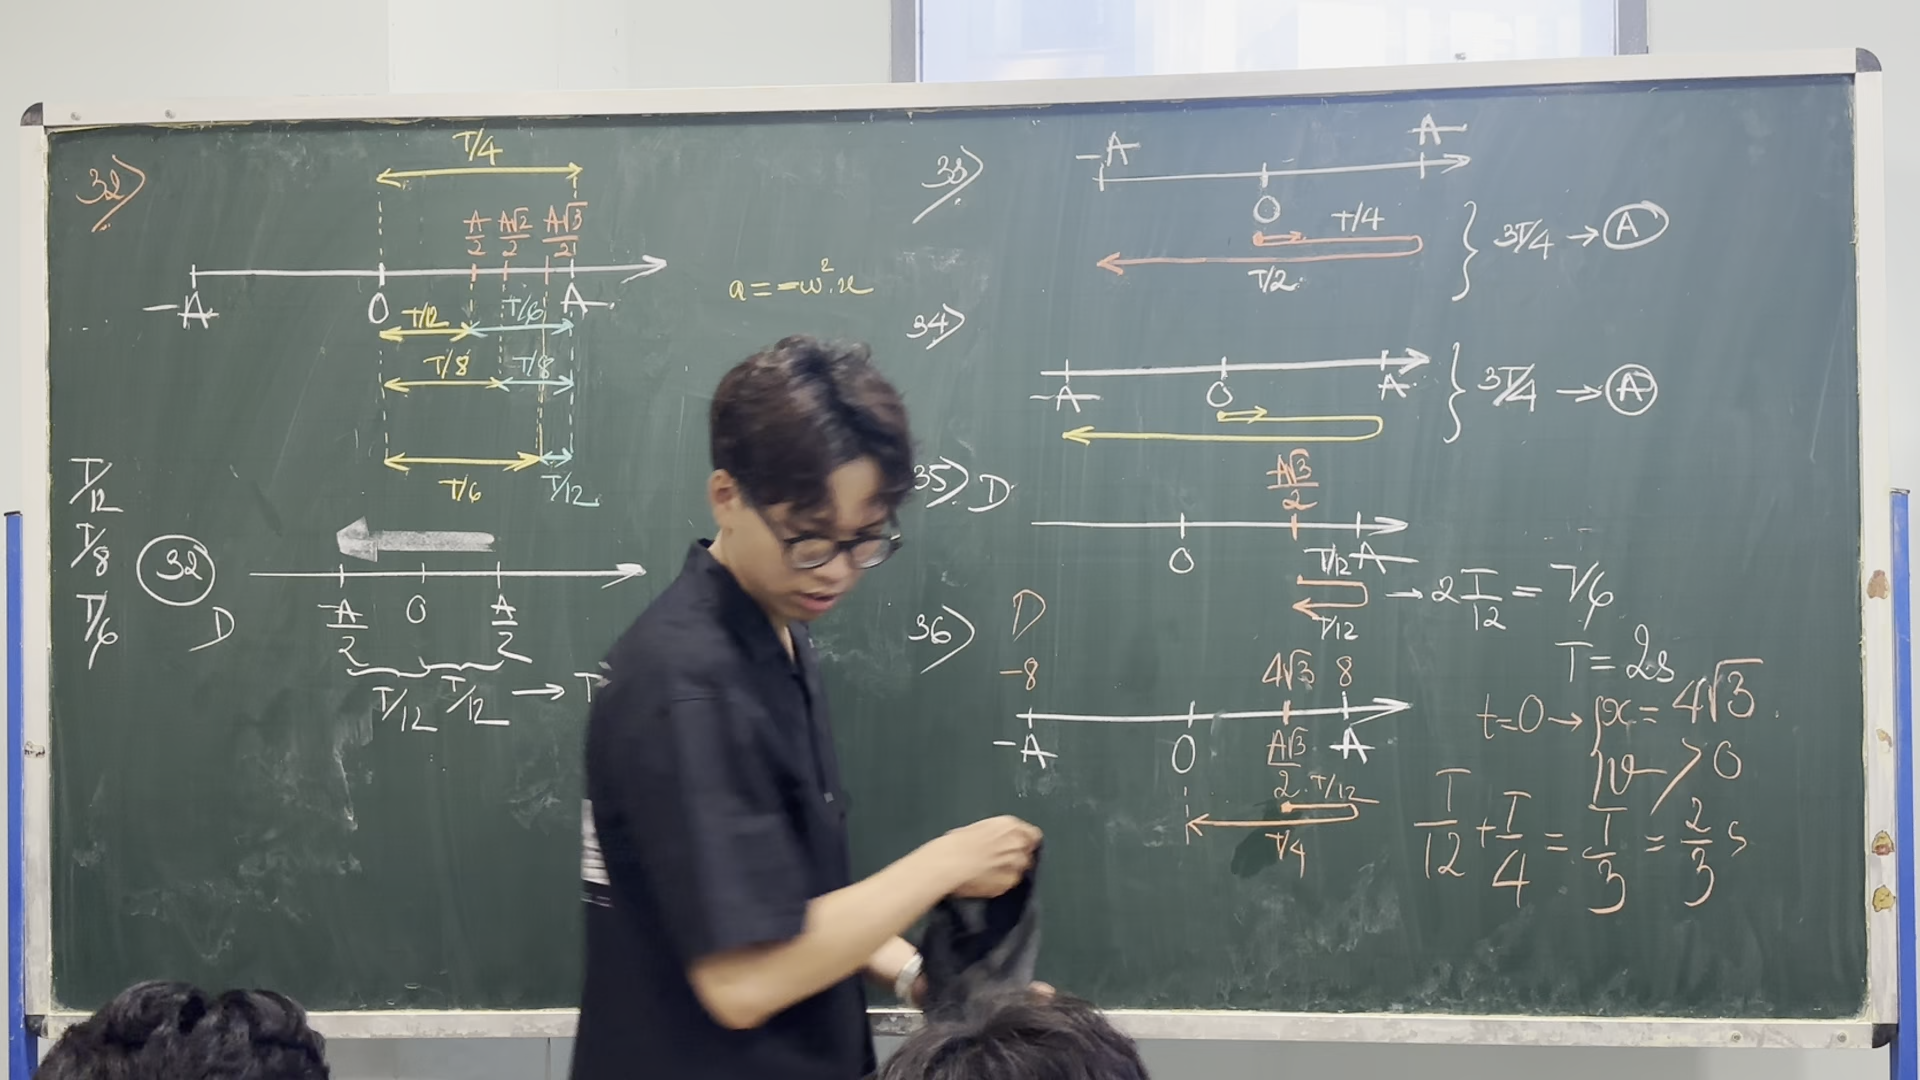 32>
T/4
A/2 A√2/2 A√3/2
-A O A
T/12 T/6
T/8 T/8
T/6 T/12
a = -ω².x
T/12
T/8
T/6
32
D
-A/2 O A/2
T/12 T/12 →
33>
-A O A
T/4
T/2
} 3T/4 → A
34>
-A O A
} 3T/4 → A
35> D
A√3/2
O A
T/12
T/12
→ 2 T/12 = T/6
36> D
T = 2s
-8 4√3 8
-A O A√3/2 A
T/12
T/4
t=0 → { x = 4√3
v > 0
T/12 + T/4 = T/3 = 2/3 s